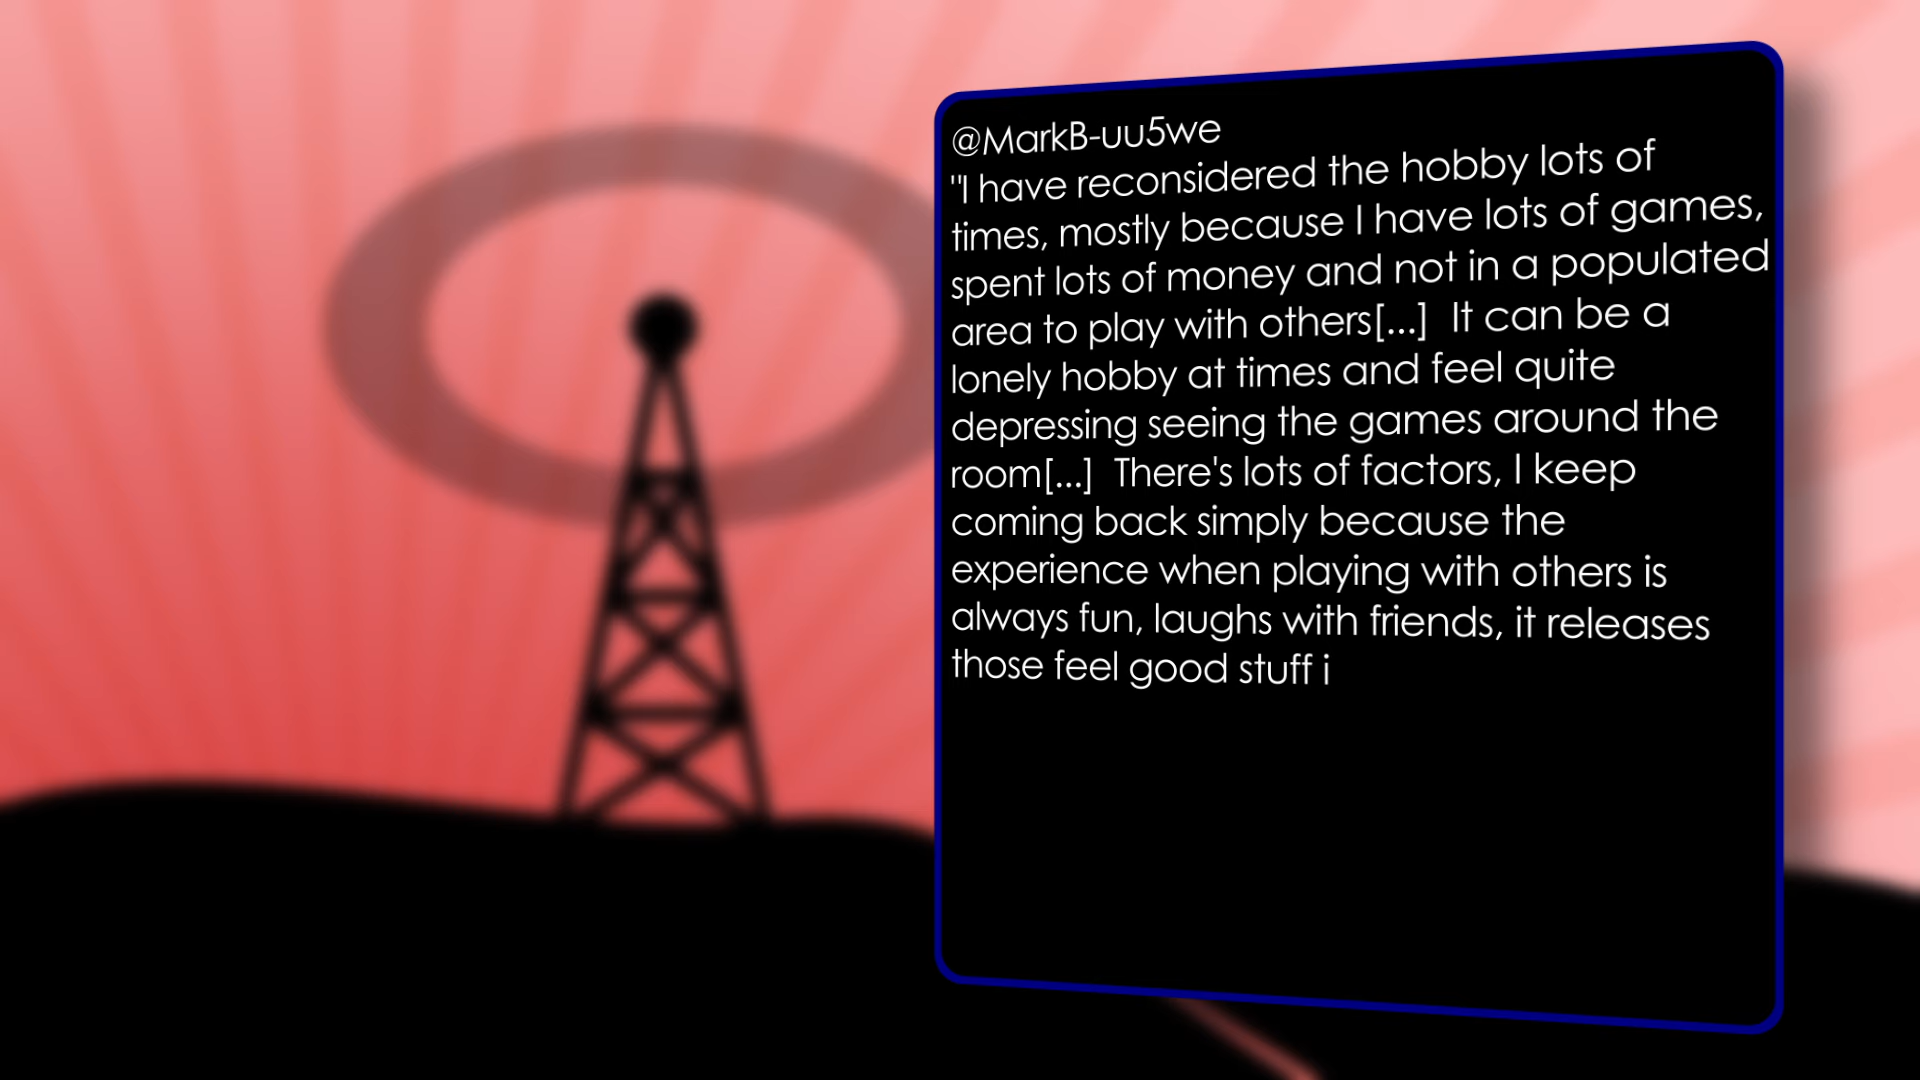 @MarkB-uu5we
"I have reconsidered the hobby lots of
times, mostly because I have lots of games,
spent lots of money and not in a populated
area to play with others[...]  It can be a
lonely hobby at times and feel quite
depressing seeing the games around the
room[...]  There's lots of factors, I keep
coming back simply because the
experience when playing with others is
always fun, laughs with friends, it releases
those feel good stuff i